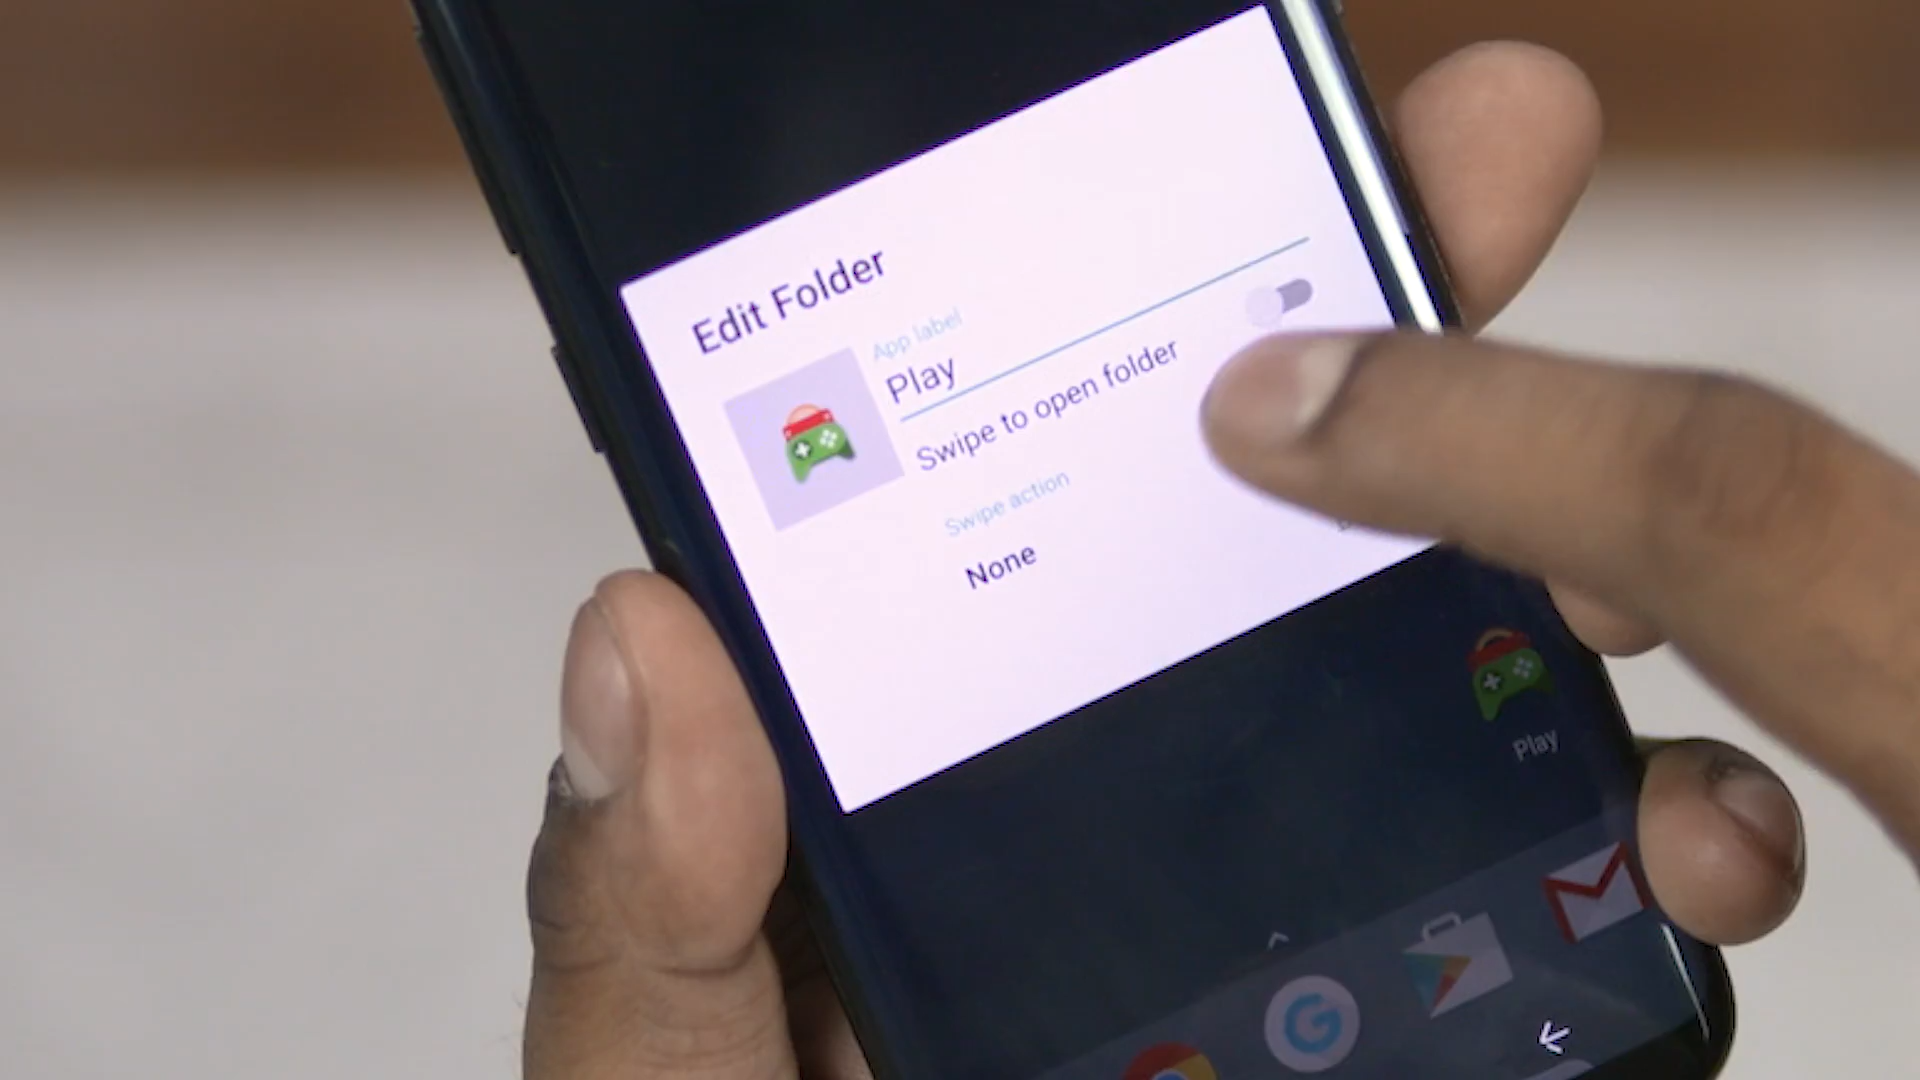 Edit Folder
App label
Play
Swipe to open folder
Swipe action
None
Play
G